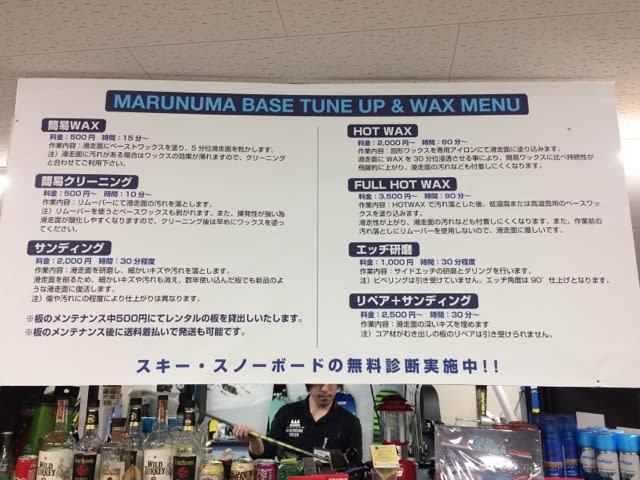 MARUNUMA BASE TUNE UP & WAX MENU
簡易WAX
料金：500円 時間：15分～
作業内容：滑走面にペーストワックスを塗り、5分位滑走面を乾かします。
注）滑走面に汚れがある場合はワックスの効果が薄れますので、クリーニング
と合わせてご利用下さい。
簡易クリーニング
料金：500円～ 時間：10分～
作業内容：リムーバーにて滑走面の汚れを落とします。
注）リムーバーを使うとベースワックスも剥がれます。また、揮発性が強い為
滑走面が酸化しやすくなりますので、クリーニング後は早めにワックスを塗っ
てください。
サンディング
料金：2,000円 時間：30分程度
作業内容：滑走面を研磨し、細かいキズや汚れを落とします。
滑走面を削るため、細かいキズや汚れも消え、数年使い込んだ板でも新品のよ
うな滑走面に復活します。
注）傷や汚れにの程度により仕上がりは異なります。
※板のメンテナンス中500円にてレンタルの板を貸出しいたします。
※板のメンテナンス後に送料着払いで発送も可能です。
HOT WAX
料金：2,000円～ 時間：60分～
作業内容：固形ワックスを専用アイロンにて滑走面に塗り込みます。
滑走面にWAXを30分位浸透させる事により、簡易ワックスに比べ持続性が
飛躍的に上がり、滑走面の汚れなども付着しにくくなります。
FULL HOT WAX
料金：3,500円～ 時間：90分～
作業内容：HOTWAXで汚れ落とした後、低温雪または高温雪用のベースワッ
クスを塗り込みます。
滑走性が上がり、滑走面の汚れなども付着しにくくなります。また、作業前の
汚れ落としにリムーバーを使用しないので、滑走面に優しいです。
エッヂ研磨
料金：1,000円 時間：30分程度
作業内容：サイドエッヂの研磨とダリングを行います。
注）ビベリングは引き受けていません。エッヂ角度は90°仕上げとなります。
リペア＋サンディング
料金：2,500円～ 時間：30分～
作業内容：滑走面の深いキズを埋めます
注）コア材がむき出しの板のリペアは引き受けられません。
スキー・スノーボードの無料診断実施中！！
WILD
TURKEY
WILD
TURKEY